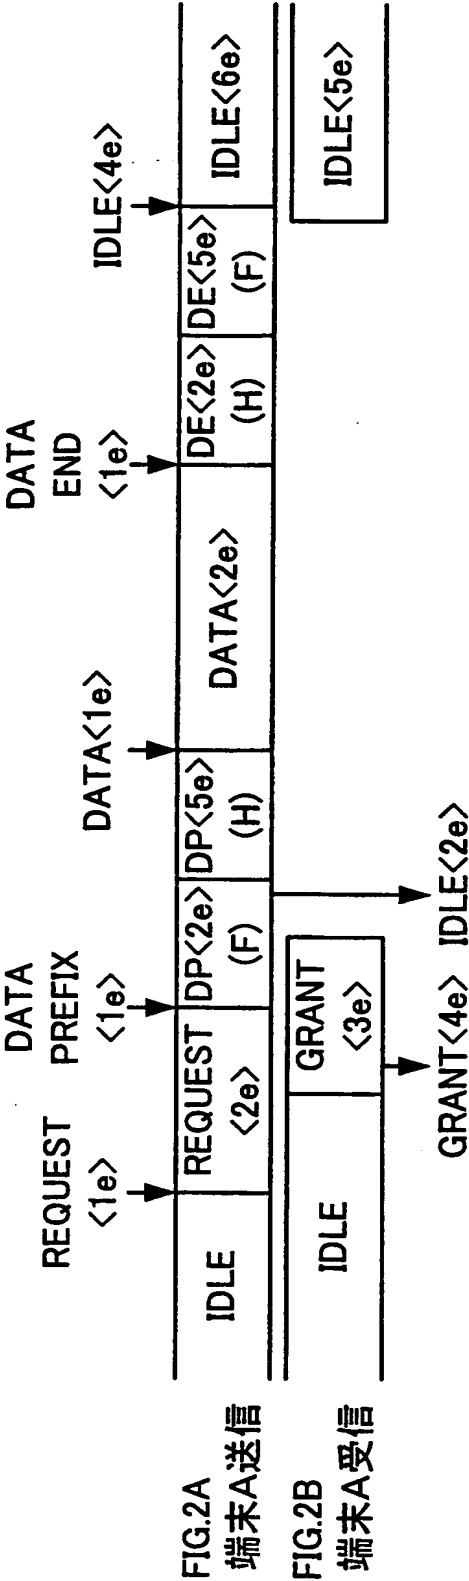 REQUEST
<1e>
DATA
PREFIX
<1e>
DATA<1e>
DATA
END
<1e>
IDLE<4e>
FIG.2A
端末A送信
IDLE
REQUEST
<2e>
DP<2e>
(F)
DP<5e>
(H)
DATA<2e>
DE<2e>
(H)
DE<5e>
(F)
IDLE<6e>
FIG.2B
端末A受信
IDLE
GRANT
<3e>
IDLE<5e>
GRANT<4e>
IDLE<2e>